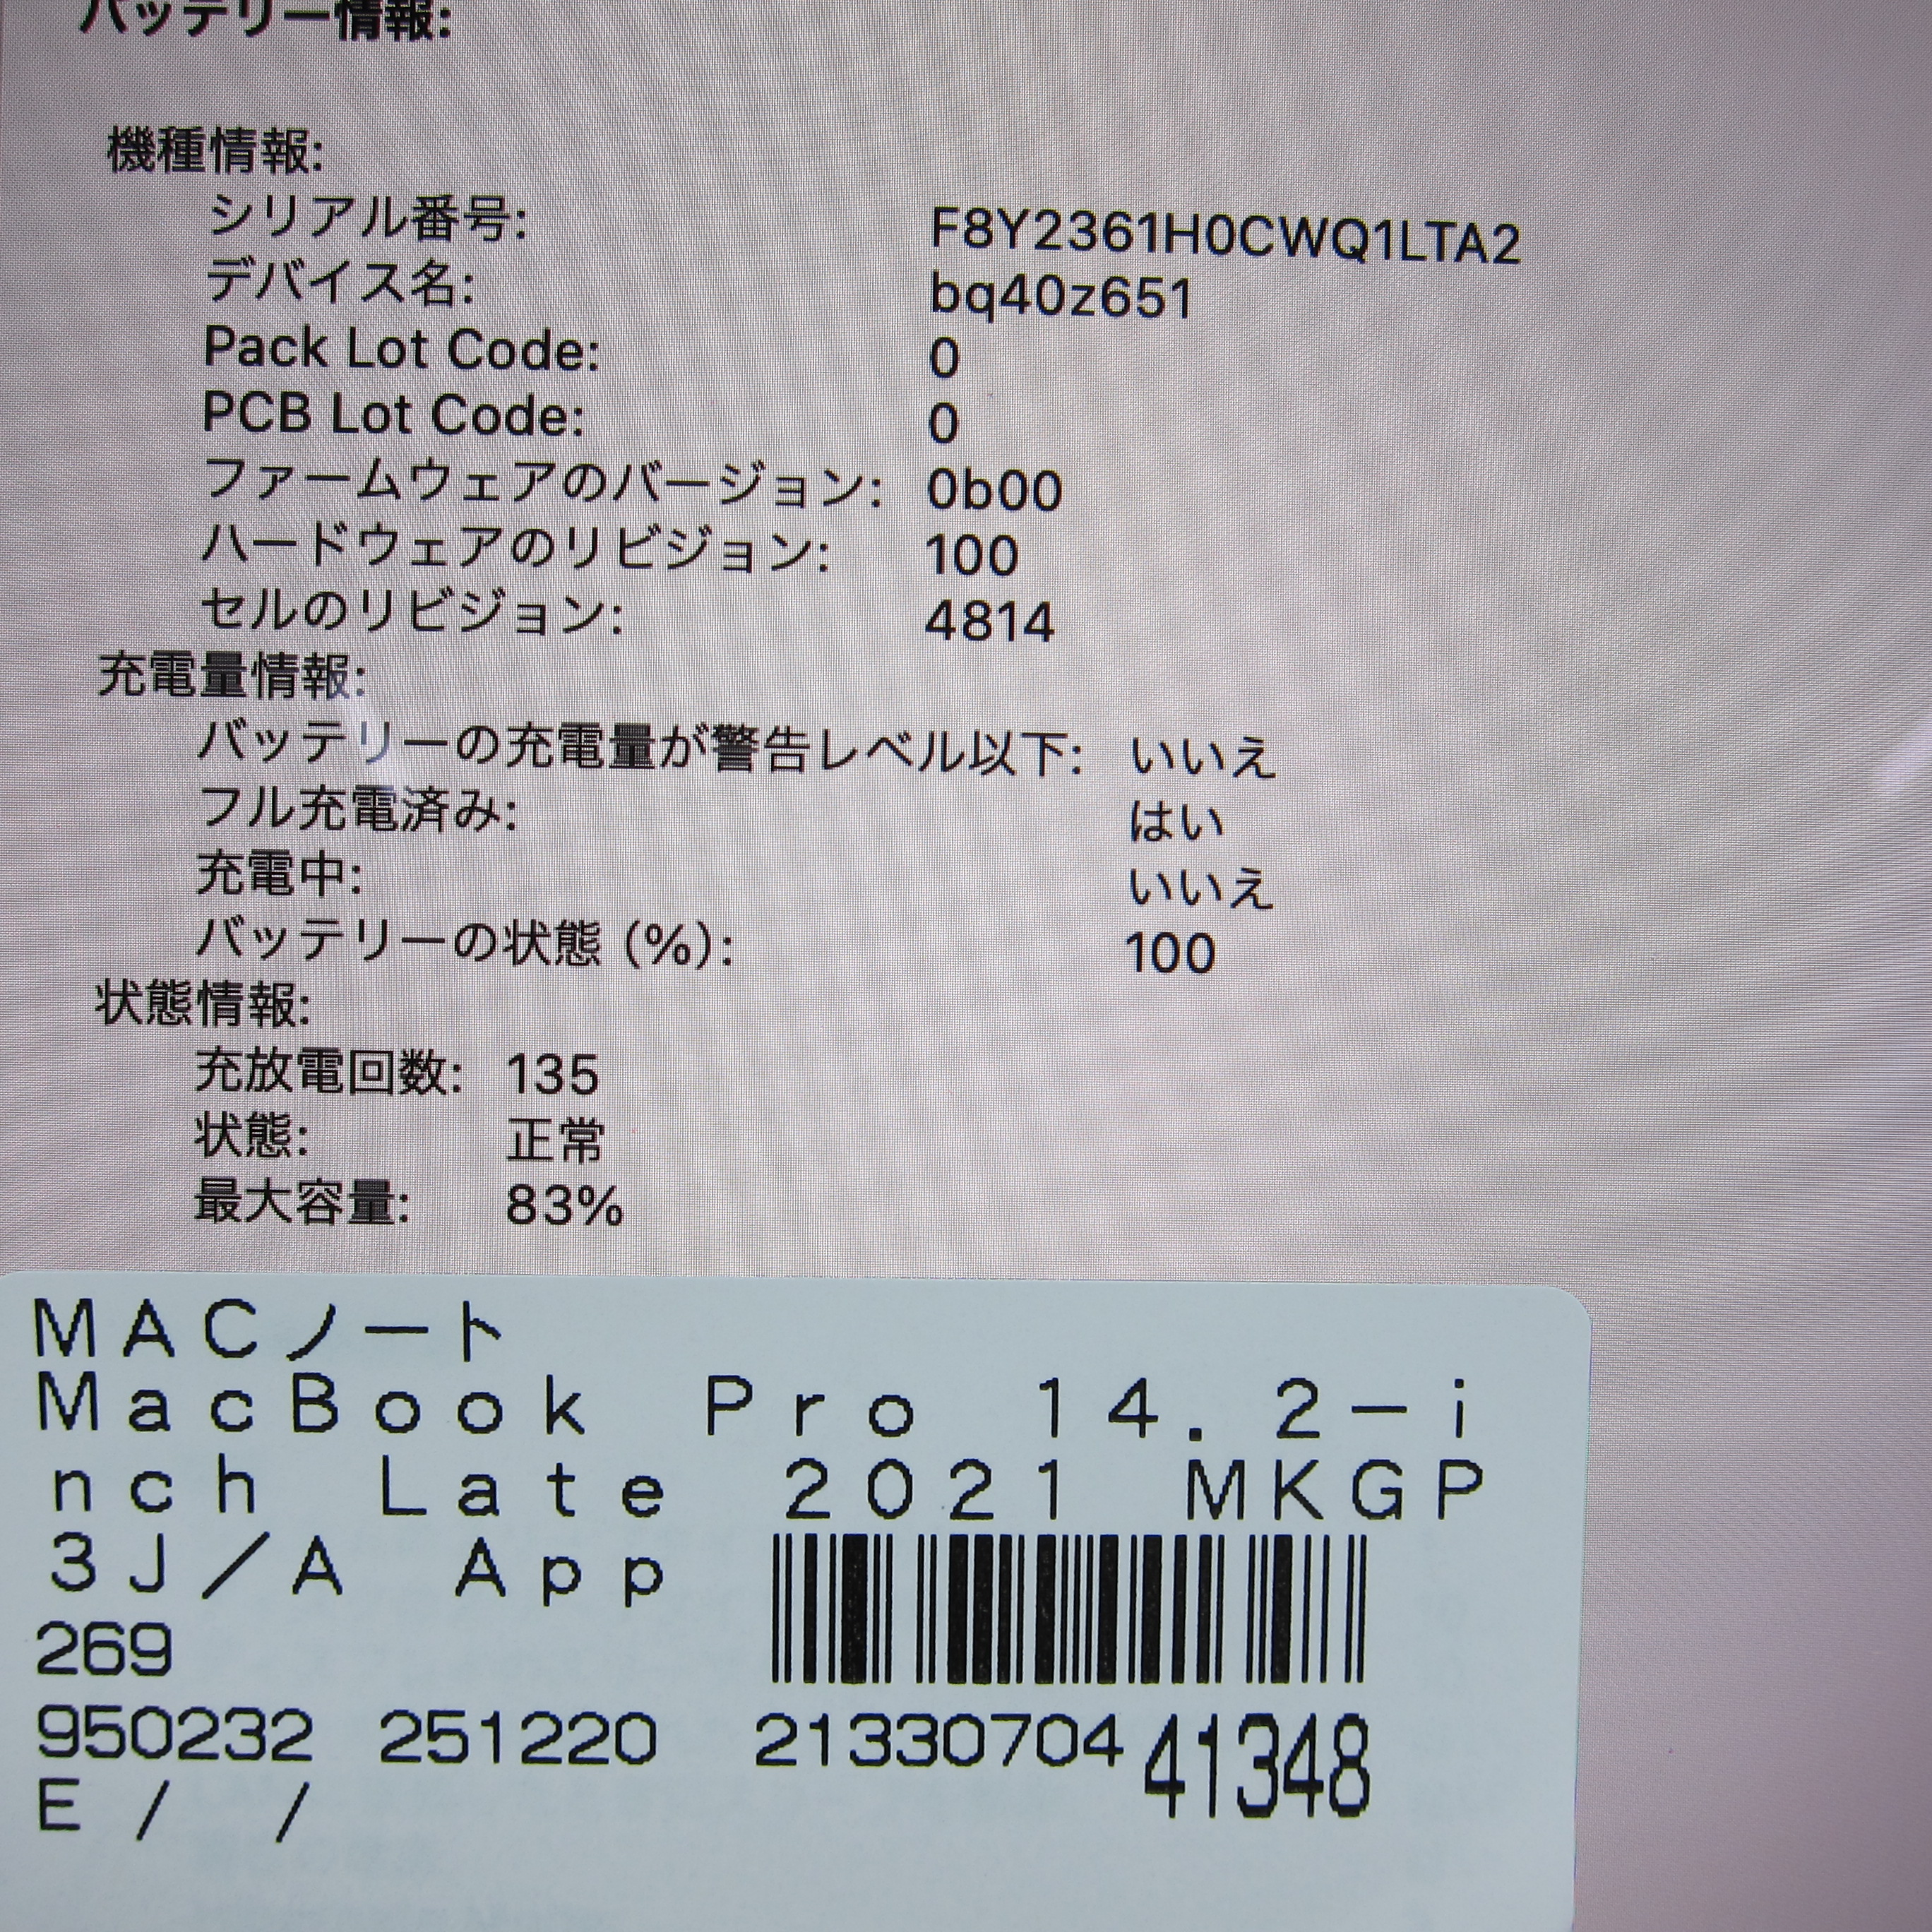 バッテリー情報:
機種情報:
シリアル番号: F8Y2361H0CWQ1LTA2
デバイス名: bq40z651
Pack Lot Code: 0
PCB Lot Code: 0
ファームウェアのバージョン: 0b00
ハードウェアのリビジョン: 100
セルのリビジョン: 4814
充電量情報:
バッテリーの充電量が警告レベル以下: いいえ
フル充電済み: はい
充電中: いいえ
バッテリーの状態 (%): 100
状態情報:
充放電回数: 135
状態: 正常
最大容量: 83%
MACノート
MacBook Pro 14.2-i
nch Late 2021 MKGP
3J/A App
269
950232 251220 2133070441348
E / /